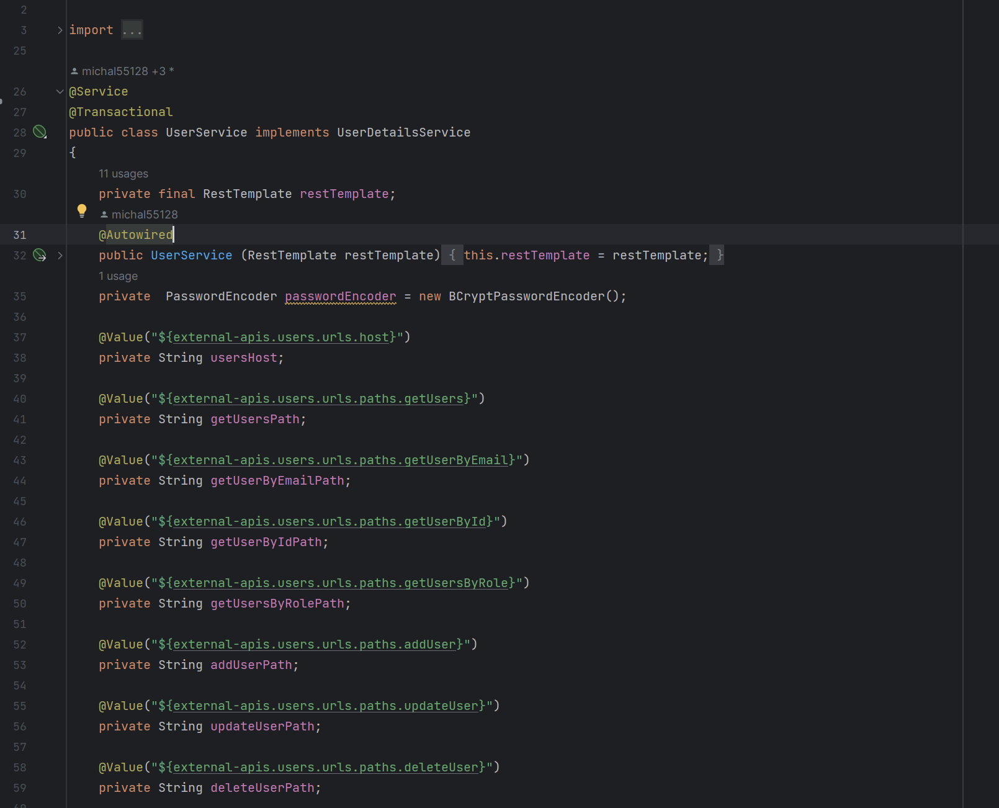 2
3 import ...
25
michal55128 +3 *
26 @Service
27 @Transactional
28 public class UserService implements UserDetailsService
29 {
11 usages
30 private final RestTemplate restTemplate;
michal55128
31 @Autowired
32 public UserService (RestTemplate restTemplate) { this.restTemplate = restTemplate; }
1 usage
35 private  PasswordEncoder passwordEncoder = new BCryptPasswordEncoder();
36
37 @Value("${external-apis.users.urls.host}")
38 private String usersHost;
39
40 @Value("${external-apis.users.urls.paths.getUsers}")
41 private String getUsersPath;
42
43 @Value("${external-apis.users.urls.paths.getUserByEmail}")
44 private String getUserByEmailPath;
45
46 @Value("${external-apis.users.urls.paths.getUserById}")
47 private String getUserByIdPath;
48
49 @Value("${external-apis.users.urls.paths.getUsersByRole}")
50 private String getUsersByRolePath;
51
52 @Value("${external-apis.users.urls.paths.addUser}")
53 private String addUserPath;
54
55 @Value("${external-apis.users.urls.paths.updateUser}")
56 private String updateUserPath;
57
58 @Value("${external-apis.users.urls.paths.deleteUser}")
59 private String deleteUserPath;
60